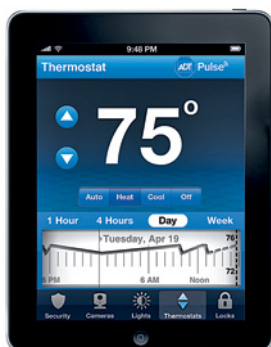 9:48 PM
Thermostat ADT Pulse
75°
Auto Heat Cool Off
1 Hour 4 Hours Day Week
Tuesday, Apr 19
76
72
PM 6 AM Noon
Security Cameras Lights Thermostats Locks